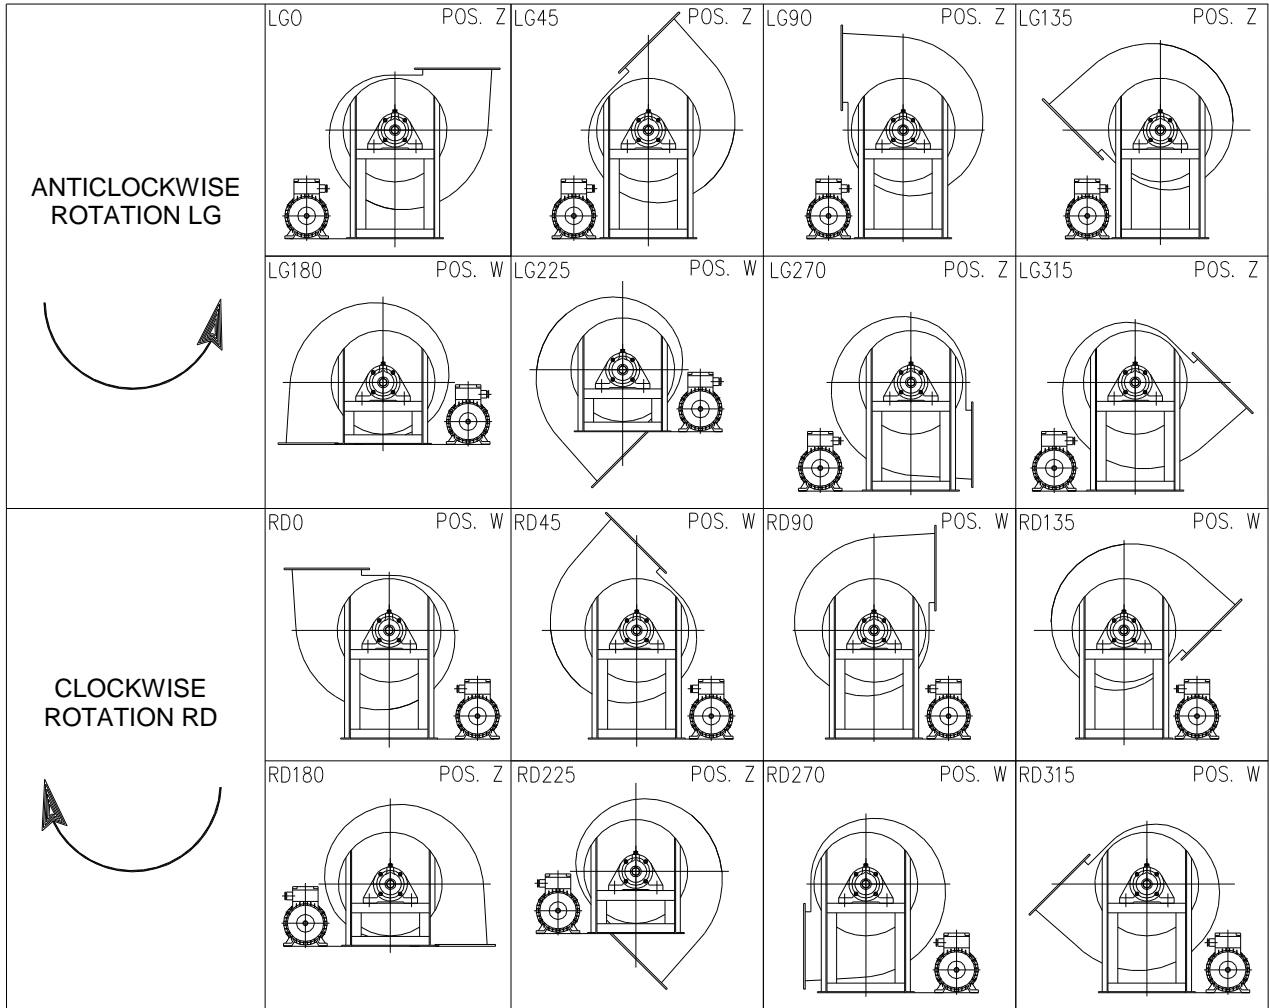 LG0 POS. Z
LG45 POS. Z
LG90 POS. Z
LG135 POS. Z
ANTICLOCKWISE
ROTATION LG
LG180 POS. W
LG225 POS. W
LG270 POS. Z
LG315 POS. Z
RD0 POS. W
RD45 POS. W
RD90 POS. W
RD135 POS. W
CLOCKWISE
ROTATION RD
RD180 POS. Z
RD225 POS. Z
RD270 POS. W
RD315 POS. W